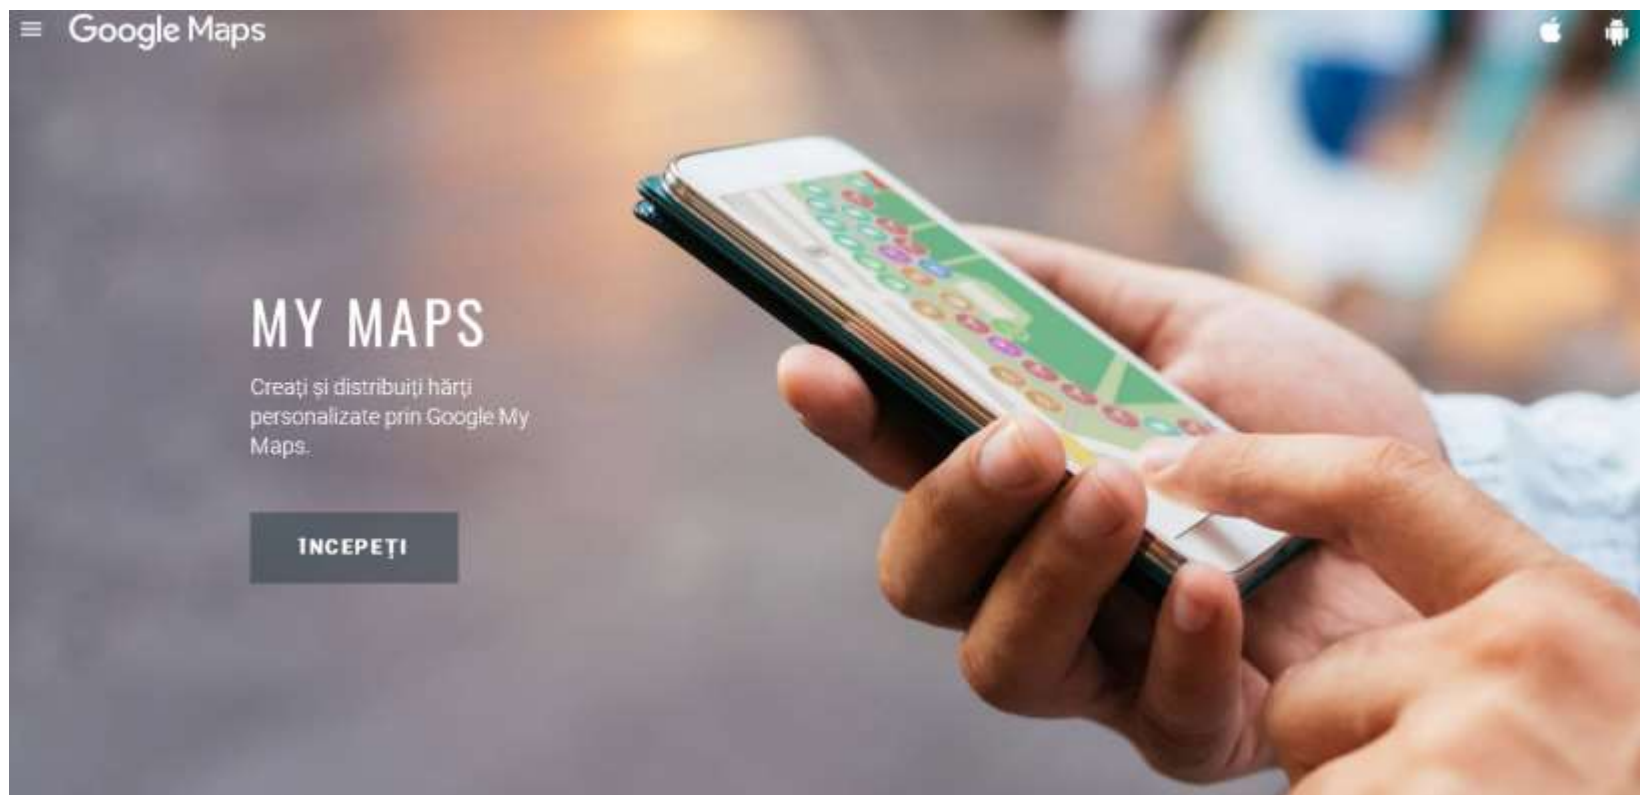 Google Maps
MY MAPS
Creați și distribuiți hărți
personalizate prin Google My
Maps.
ÎNCEPEȚI